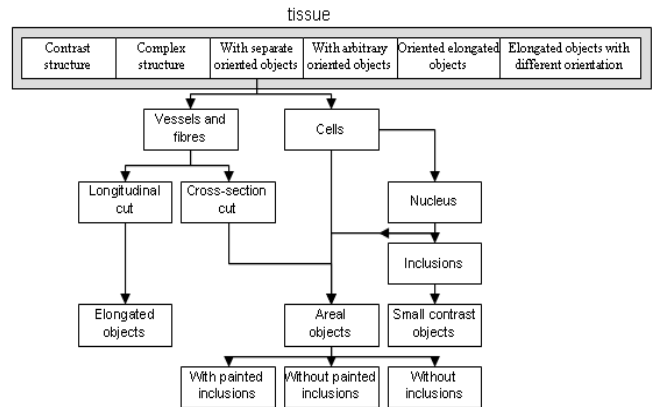 tissue
Contrast
structure
Complex
structure
With separate
oriented objects
With arbitrary
oriented objects
Oriented elongated
objects
Elongated objects with
different orientation
Vessels and
fibres
Cells
Longitudinal
cut
Cross-section
cut
Nucleus
Inclusions
Elongated
objects
Areal
objects
Small contrast
objects
With painted
inclusions
Without painted
inclusions
Without
inclusions